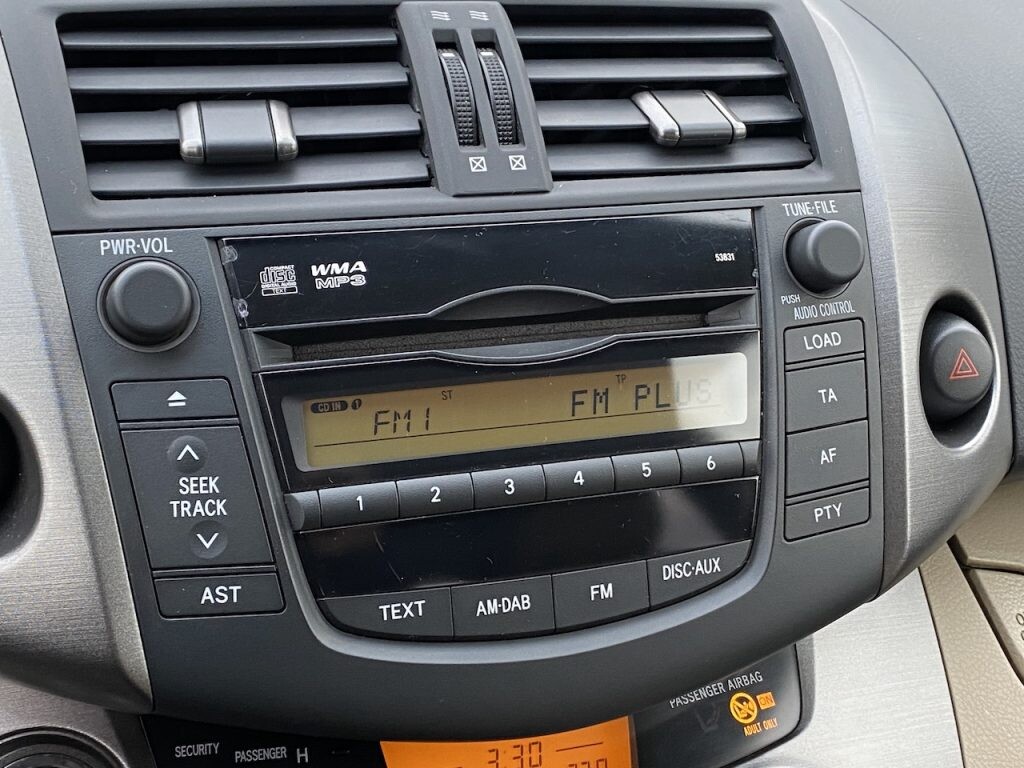 PWR·VOL
COMPACT
disc
DIGITAL AUDIO
TEXT
WMA
MP3
53831
TUNE·FILE
PUSH
AUDIO CONTROL
LOAD
TA
AF
PTY
CD IN 1
ST
TP
FM1
FM PLUS
1 2 3 4 5 6
SEEK
TRACK
AST
TEXT
AM·DAB
FM
DISC·AUX
PASSENGER AIRBAG
ON
ADULT ONLY
SECURITY
PASSENGER
H
3:30